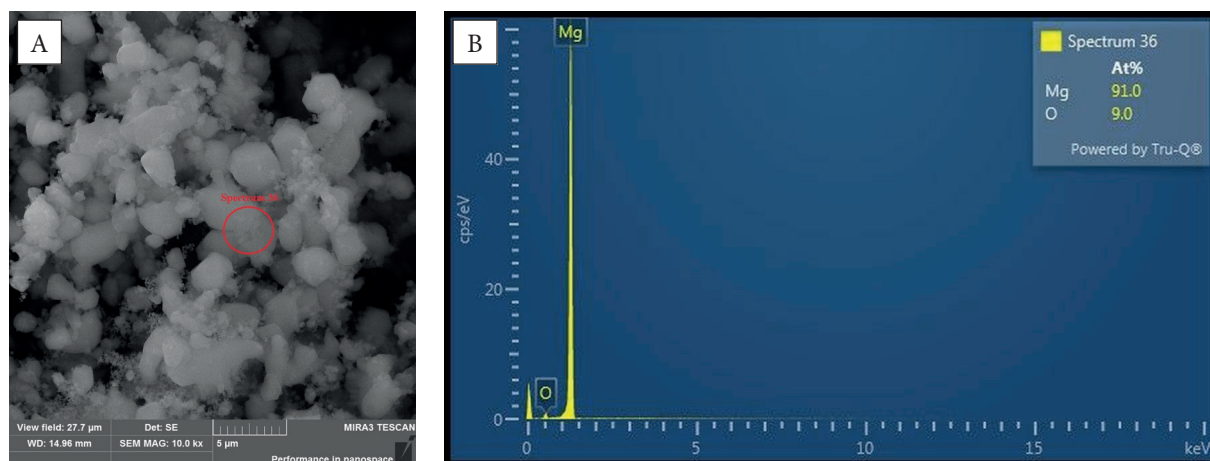 A
Spectrum 36
View field: 27.7 µm Det: SE MIRA3 TESCAN
WD: 14.96 mm SEM MAG: 10.0 kx 5 µm
Performance in nanospace
B
Mg
O
Spectrum 36
At%
Mg 91.0
O 9.0
Powered by Tru-Q®
cps/eV
40
20
0
0 5 10 15 keV